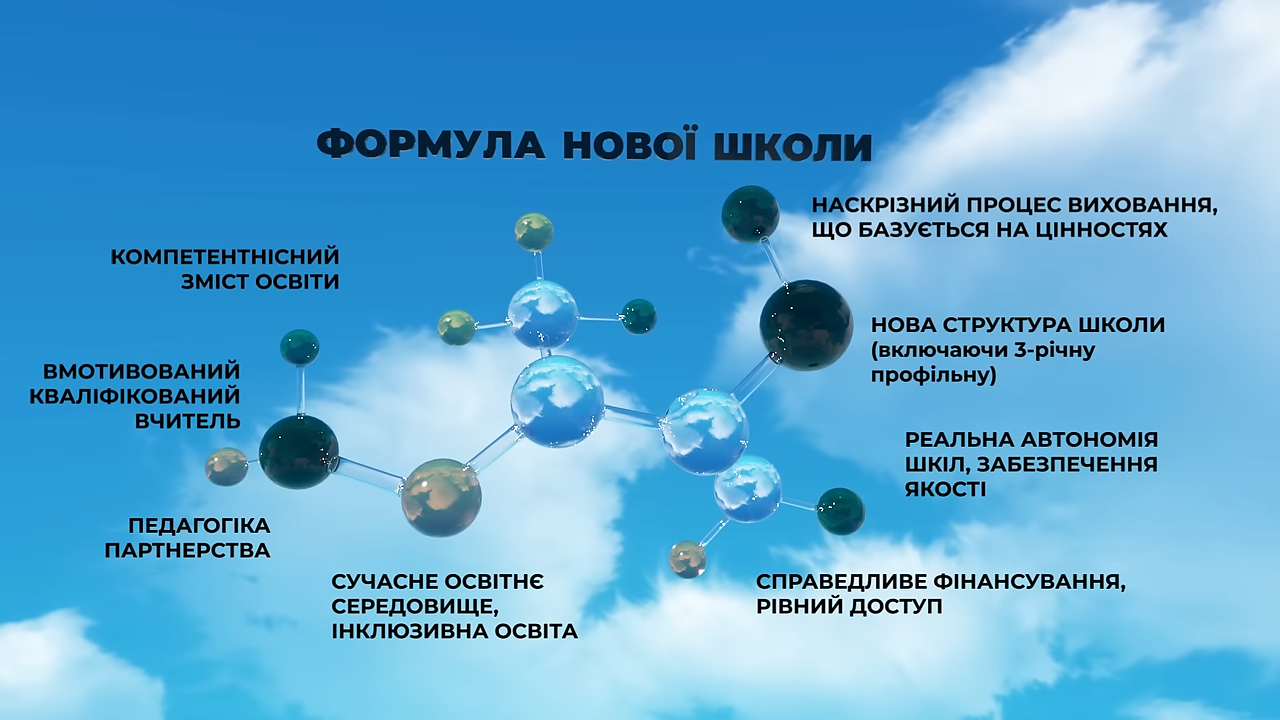 ФОРМУЛА НОВОЇ ШКОЛИ
КОМПЕТЕНТНІСНИЙ
ЗМІСТ ОСВІТИ
ВМОТИВОВАНИЙ
КВАЛІФІКОВАНИЙ
ВЧИТЕЛЬ
ПЕДАГОГІКА
ПАРТНЕРСТВА
СУЧАСНЕ ОСВІТНЄ
СЕРЕДОВИЩЕ,
ІНКЛЮЗИВНА ОСВІТА
НАСКРІЗНИЙ ПРОЦЕС ВИХОВАННЯ,
ЩО БАЗУЄТЬСЯ НА ЦІННОСТЯХ
НОВА СТРУКТУРА ШКОЛИ
(включаючи 3-річну
профільну)
РЕАЛЬНА АВТОНОМІЯ
ШКІЛ, ЗАБЕЗПЕЧЕННЯ
ЯКОСТІ
СПРАВЕДЛИВЕ ФІНАНСУВАННЯ,
РІВНИЙ ДОСТУП